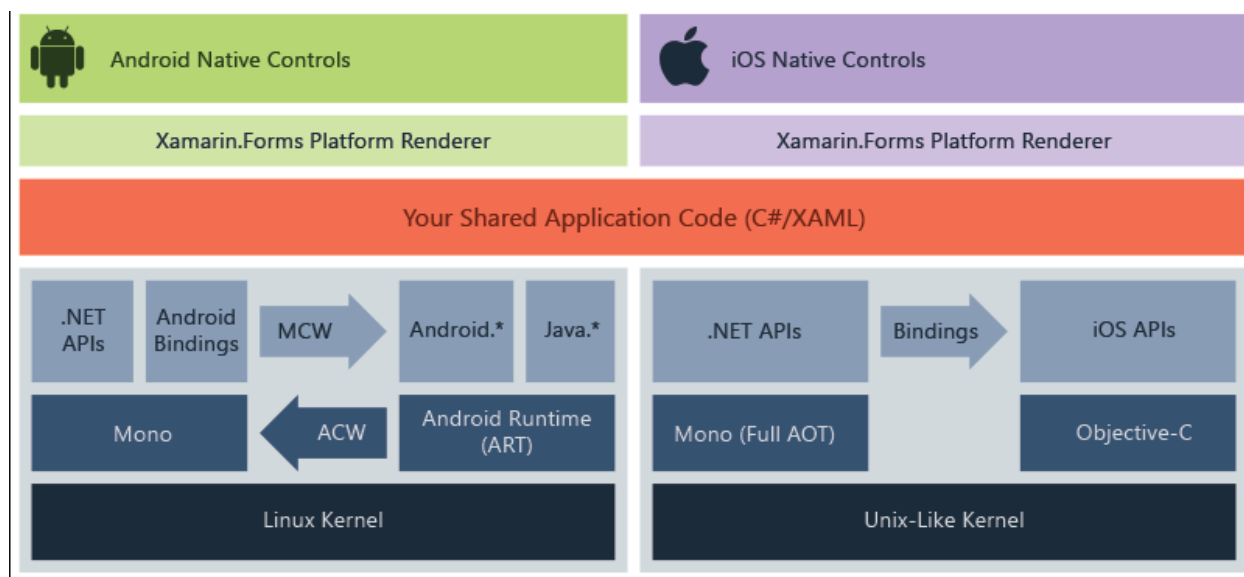 Android Native Controls
iOS Native Controls
Xamarin.Forms Platform Renderer
Xamarin.Forms Platform Renderer
Your Shared Application Code (C#/XAML)
.NET
APIs
Android
Bindings
MCW
Android.*
Java.*
Mono
ACW
Android Runtime
(ART)
Linux Kernel
.NET APIs
Bindings
iOS APIs
Mono (Full AOT)
Objective-C
Unix-Like Kernel